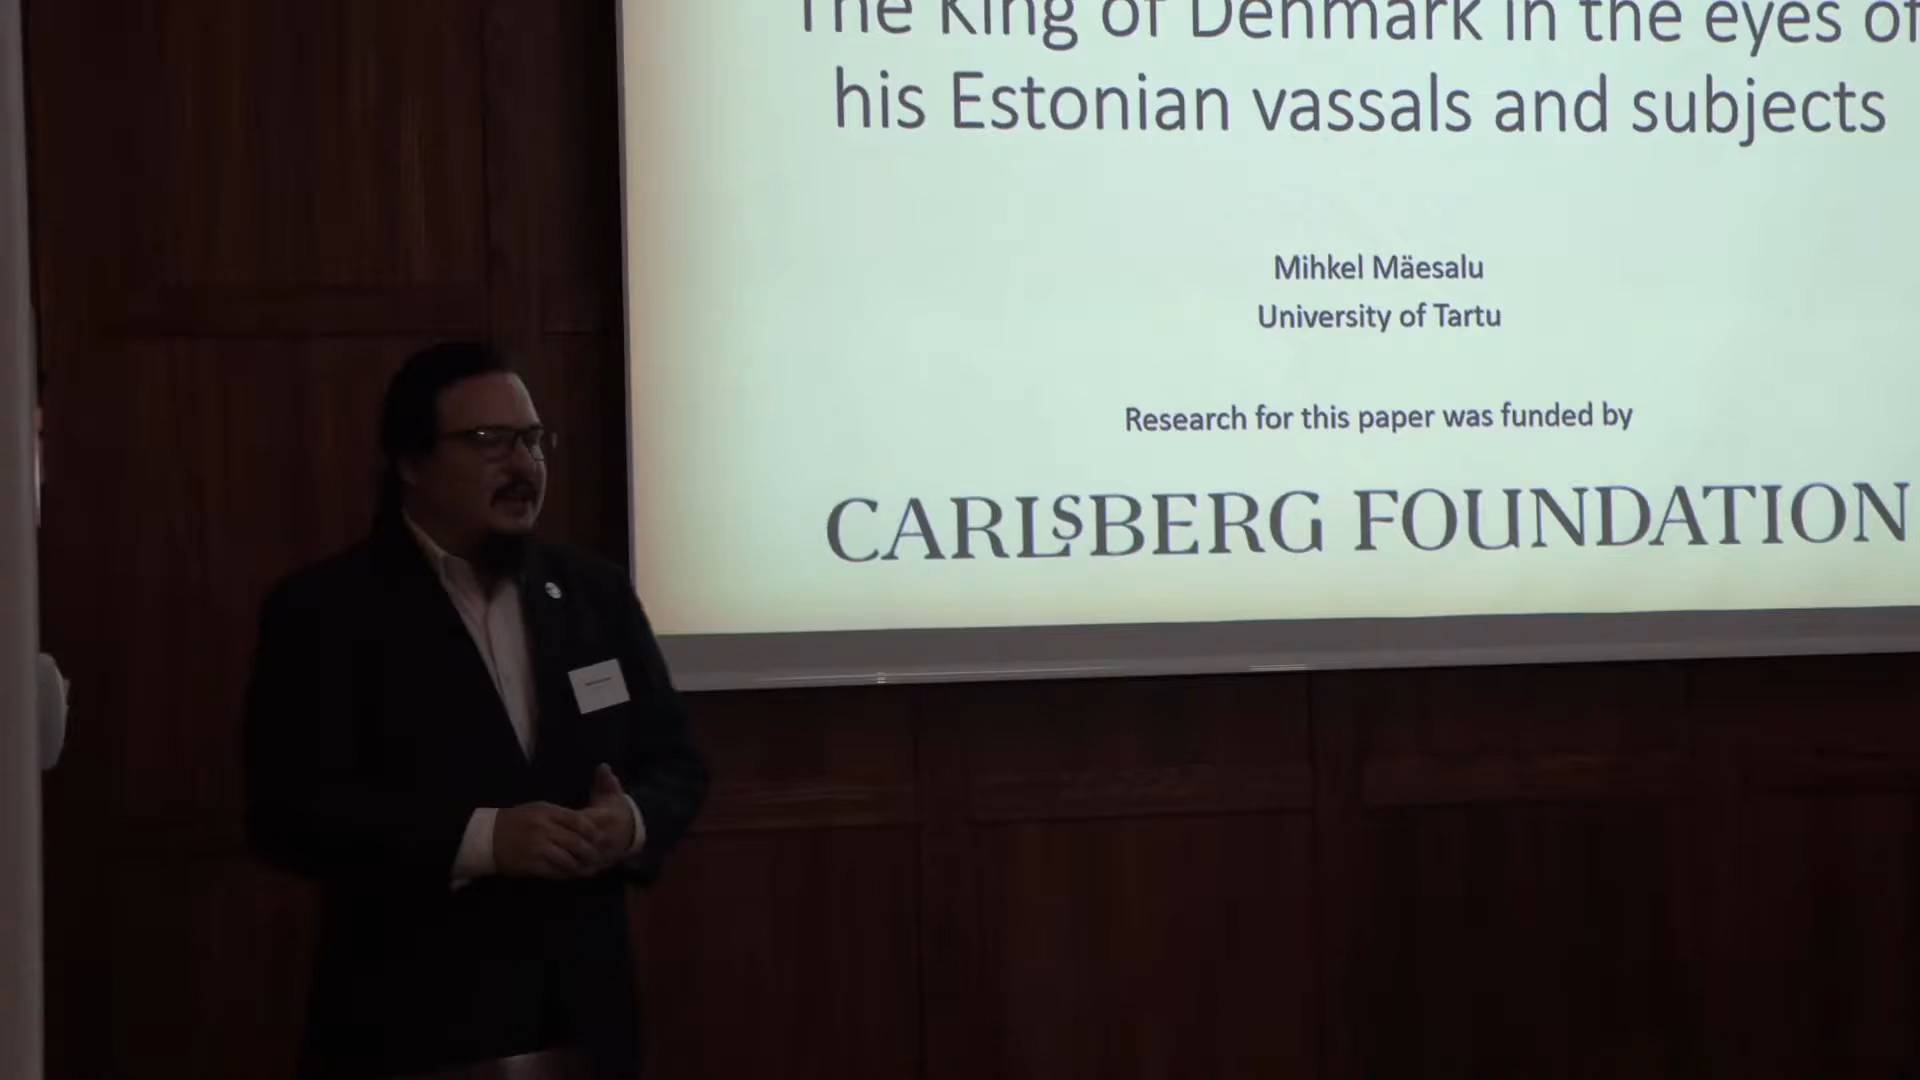 The King of Denmark in the eyes of
his Estonian vassals and subjects
Mihkel Mäesalu
University of Tartu
Research for this paper was funded by
CARLSBERG FOUNDATION